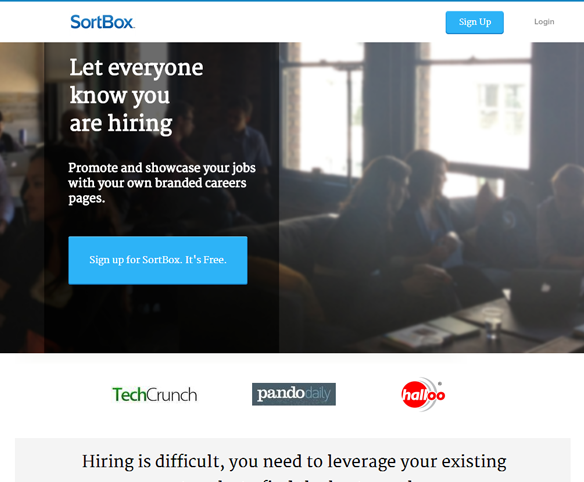 SortBox
Sign Up
Login
Let everyone
know you
are hiring
Promote and showcase your jobs
with your own branded careers
pages.
Sign up for SortBox. It's Free.
TechCrunch
pandodaily
halloo
Hiring is difficult, you need to leverage your existing